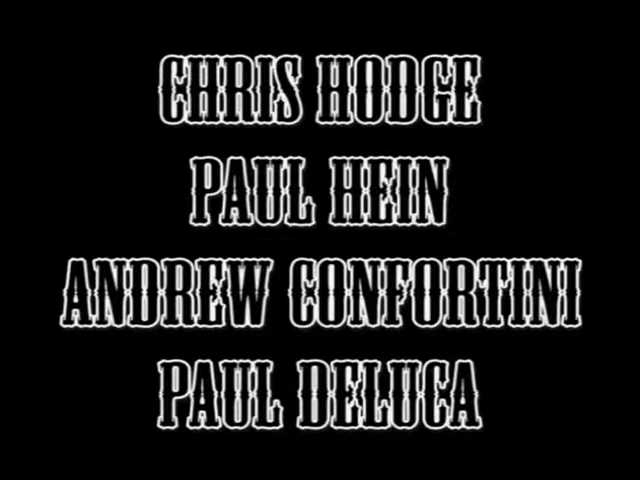 CHRIS HODGE
PAUL HEIN
ANDREW CONFORTINI
PAUL DELUCA